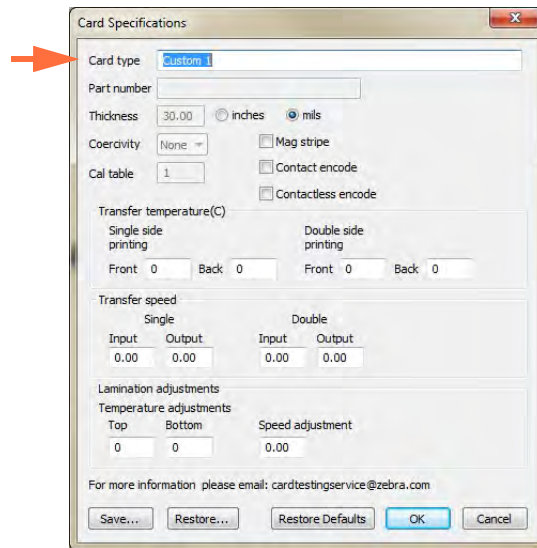 Card Specifications
Card type Custom 1
Part number
Thickness 30.00 inches mils
Coercivity None Mag stripe
Cal table 1 Contact encode
Contactless encode
Transfer temperature(C)
Single side printing Double side printing
Front 0 Back 0 Front 0 Back 0
Transfer speed
Single Double
Input Output Input Output
0.00 0.00 0.00 0.00
Lamination adjustments
Temperature adjustments
Top Bottom Speed adjustment
0 0 0.00
For more information please email: cardtestingservice@zebra.com
Save... Restore... Restore Defaults OK Cancel